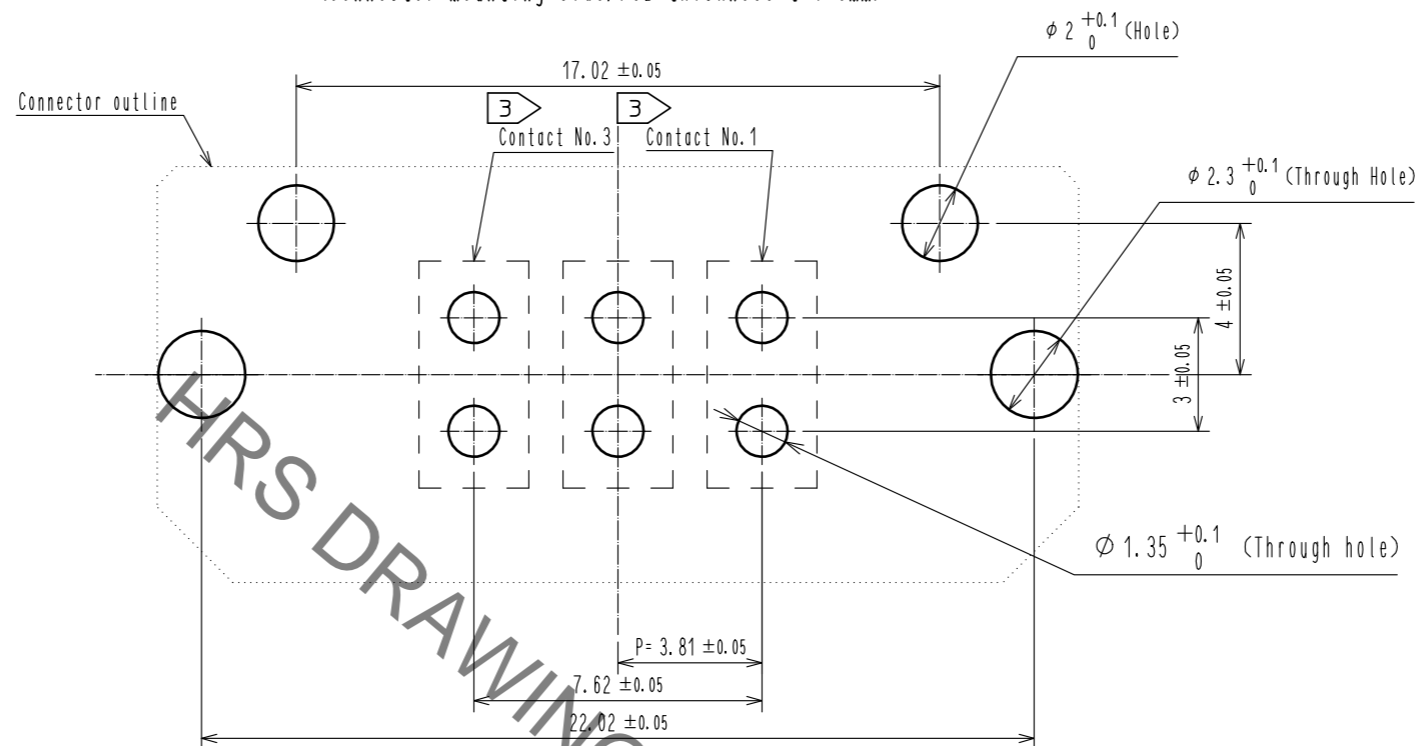 φ 2 +0.1 0 (Hole)
17.02 ±0.05
Connector outline
3
3
Contact No.3
Contact No.1
φ 2.3 +0.1 0 (Through Hole)
4 ±0.05
3 ±0.05
φ 1.35 +0.1 0 (Through hole)
P= 3.81 ±0.05
7.62 ±0.05
22.02 ±0.05
HRS DRAWING